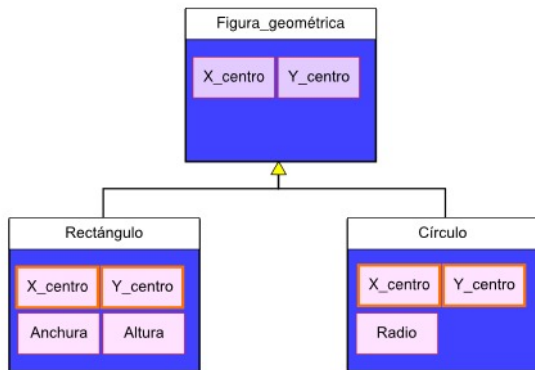 Figura_geométrica
X_centro Y_centro
Rectángulo
X_centro Y_centro
Anchura Altura
Círculo
X_centro Y_centro
Radio